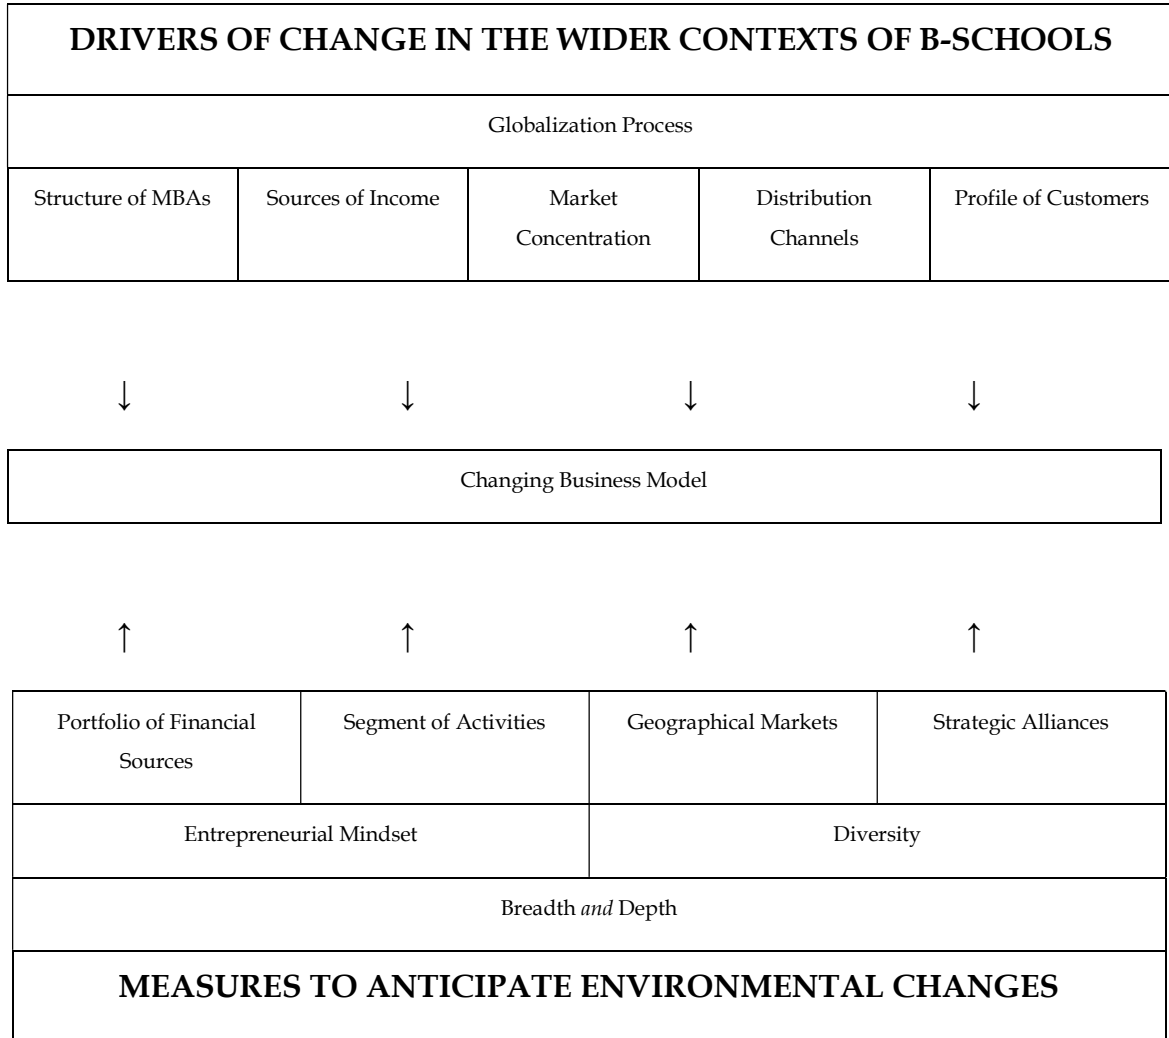 DRIVERS OF CHANGE IN THE WIDER CONTEXTS OF B-SCHOOLS
Globalization Process
Structure of MBAs
Sources of Income
Market
Concentration
Distribution
Channels
Profile of Customers
↓ ↓ ↓ ↓
Changing Business Model
↑ ↑ ↑ ↑
Portfolio of Financial
Sources
Segment of Activities
Geographical Markets
Strategic Alliances
Entrepreneurial Mindset
Diversity
Breadth and Depth
MEASURES TO ANTICIPATE ENVIRONMENTAL CHANGES